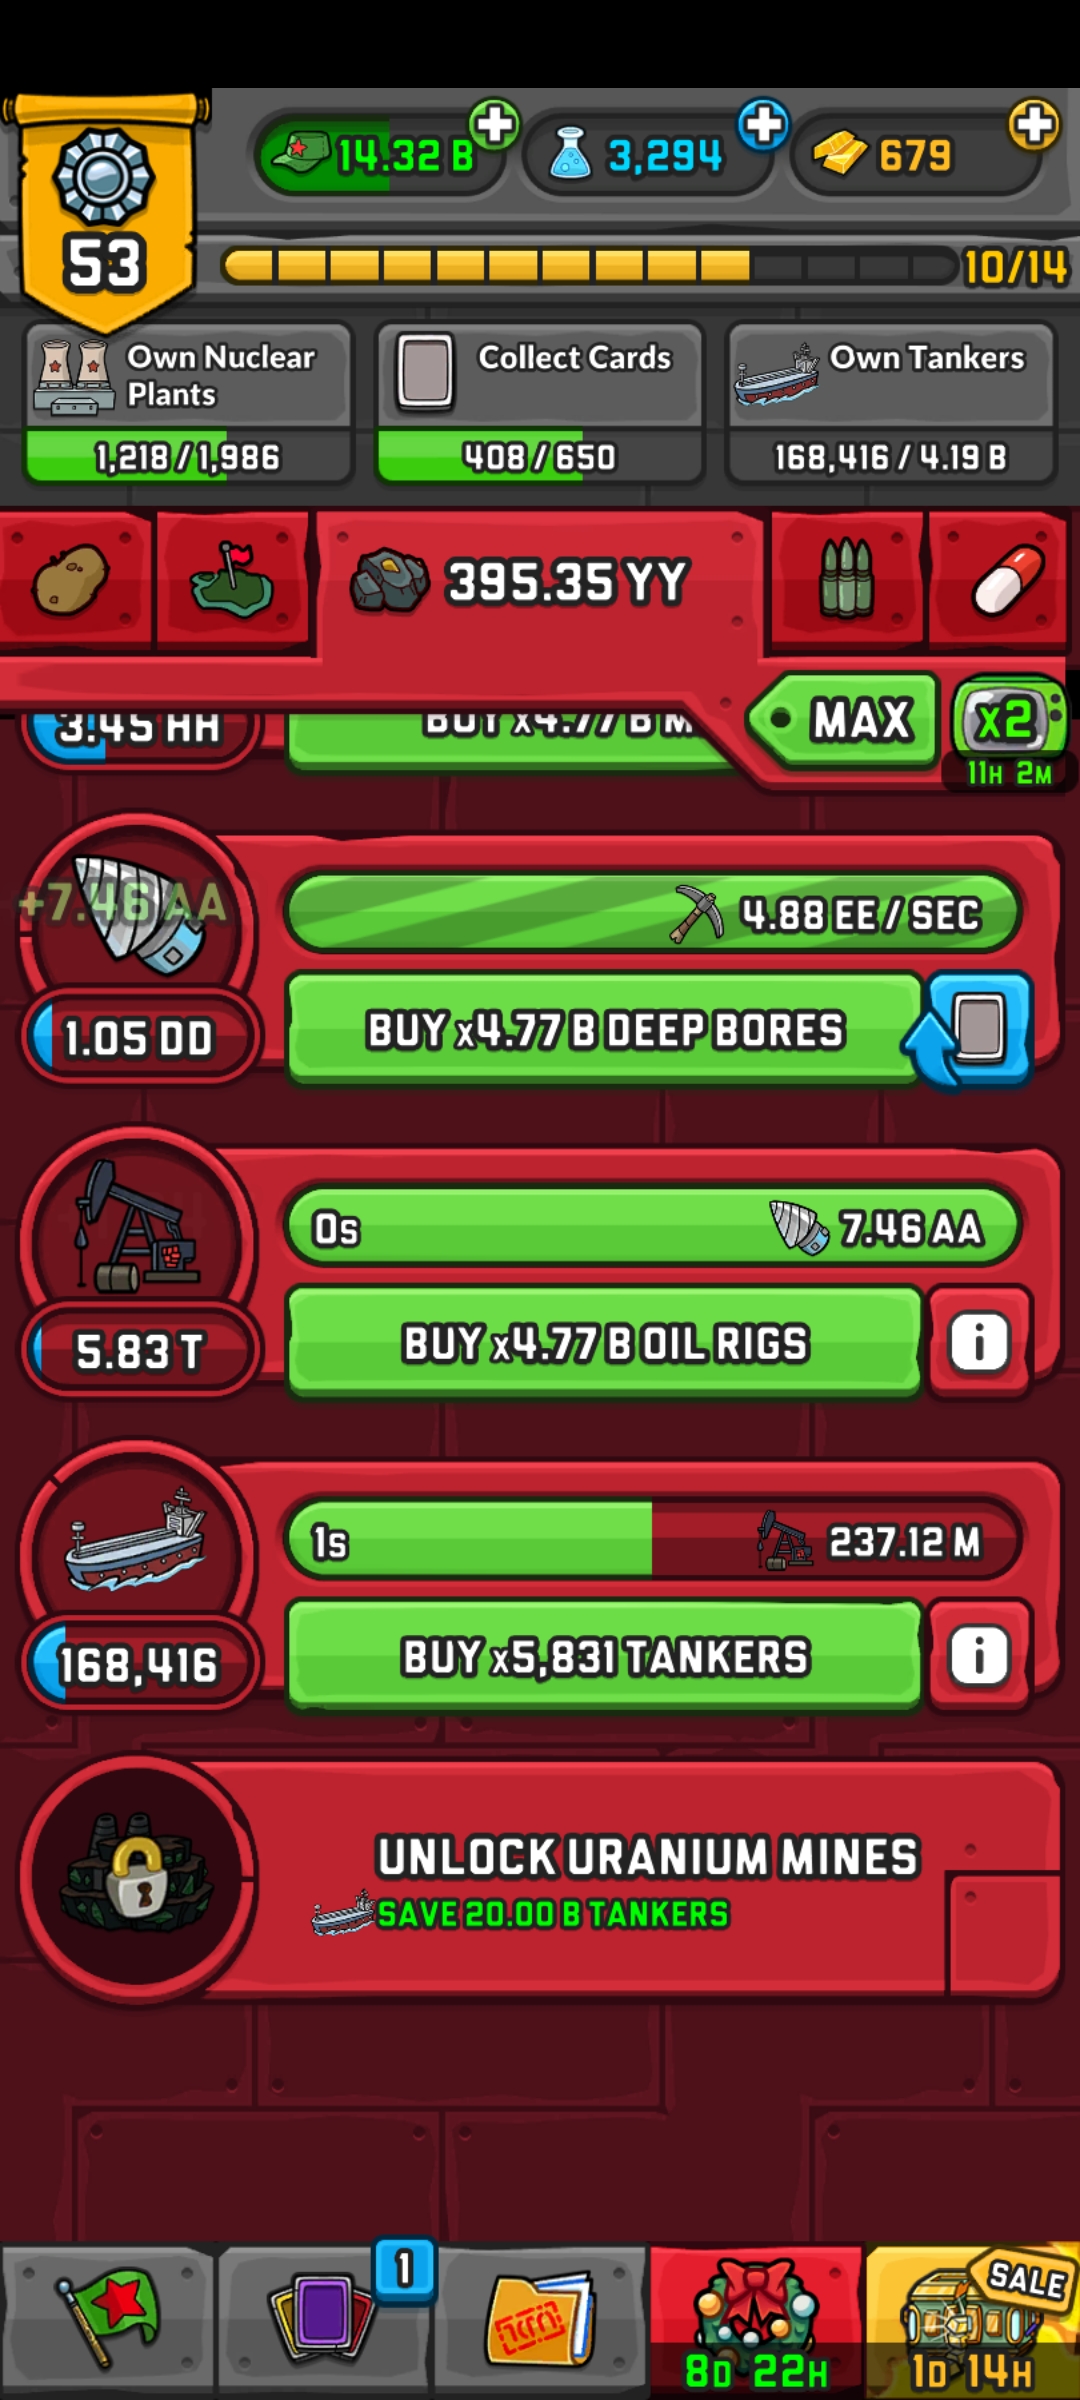 14.32 B
3,294
679
53
10/14
Own Nuclear
Plants
1,218 / 1,986
Collect Cards
408 / 650
Own Tankers
168,416 / 4.19 B
395.35 YY
MAX
x2
11H 2M
3.45 HH
BUY x4.77 B M
+7.46 AA
4.88 EE / SEC
1.05 DD
BUY x4.77 B DEEP BORES
0s
7.46 AA
5.83 T
BUY x4.77 B OIL RIGS
i
1s
237.12 M
168,416
BUY x5,831 TANKERS
i
UNLOCK URANIUM MINES
SAVE 20.00 B TANKERS
1
SALE
8D 22H
1D 14H